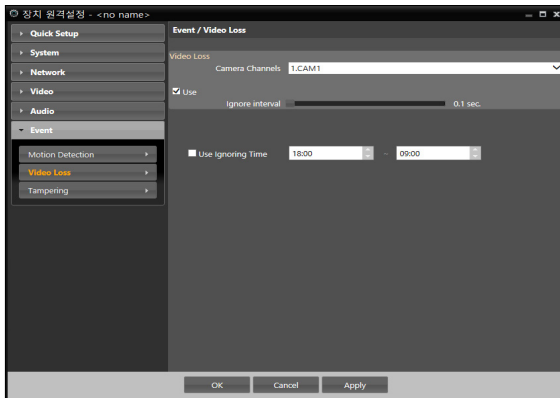 장치 원격설정 - <no name>
Quick Setup
System
Network
Video
Audio
Event
Motion Detection
Video Loss
Tampering
Event / Video Loss
Video Loss
Camera Channels 1.CAM1
Use
Ignore interval 0.1 sec.
Use Ignoring Time 18:00 - 09:00
OK Cancel Apply